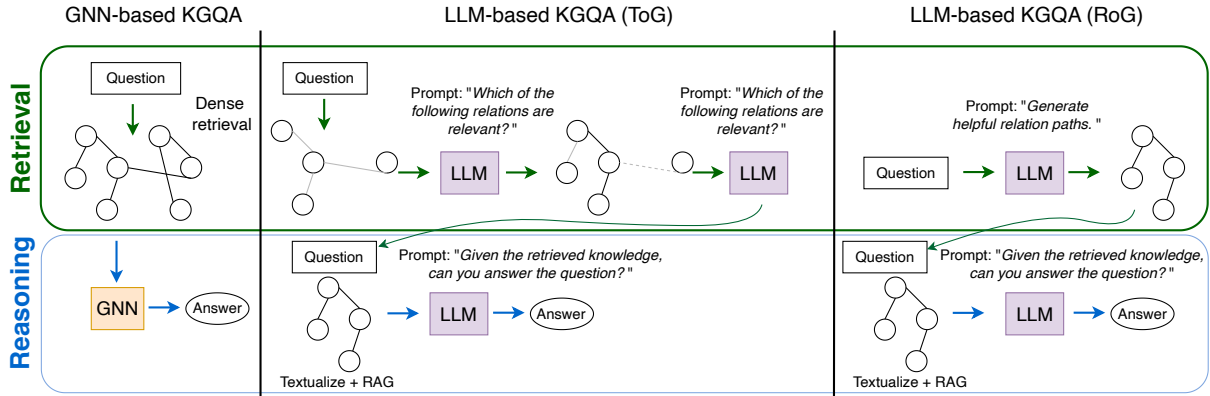 GNN-based KGQA
LLM-based KGQA (ToG)
LLM-based KGQA (RoG)
Retrieval
Question
Dense
retrieval
Question
Prompt: "Which of the
following relations are
relevant? "
LLM
Prompt: "Which of the
following relations are
relevant? "
LLM
Prompt: "Generate
helpful relation paths. "
Question
LLM
Reasoning
GNN
Answer
Question
Prompt: "Given the retrieved knowledge,
can you answer the question? "
LLM
Answer
Textualize + RAG
Question
Prompt: "Given the retrieved knowledge,
can you answer the question? "
LLM
Answer
Textualize + RAG